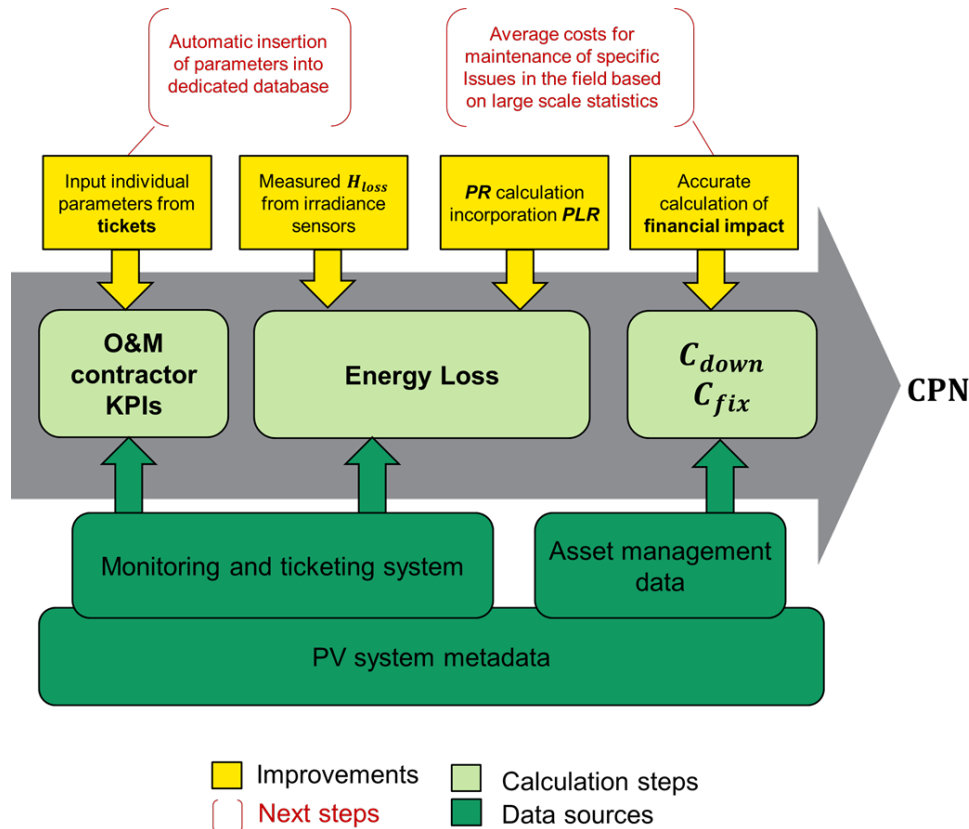 Automatic insertion
of parameters into
dedicated database
Average costs for
maintenance of specific
Issues in the field based
on large scale statistics
Input individual
parameters from
tickets
Measured H_loss
from irradiance
sensors
PR calculation
incorporation PLR
Accurate
calculation of
financial impact
O&M
contractor
KPIs
Energy Loss
C_down
C_fix
CPN
Monitoring and ticketing system
Asset management
data
PV system metadata
Improvements
Calculation steps
Next steps
Data sources